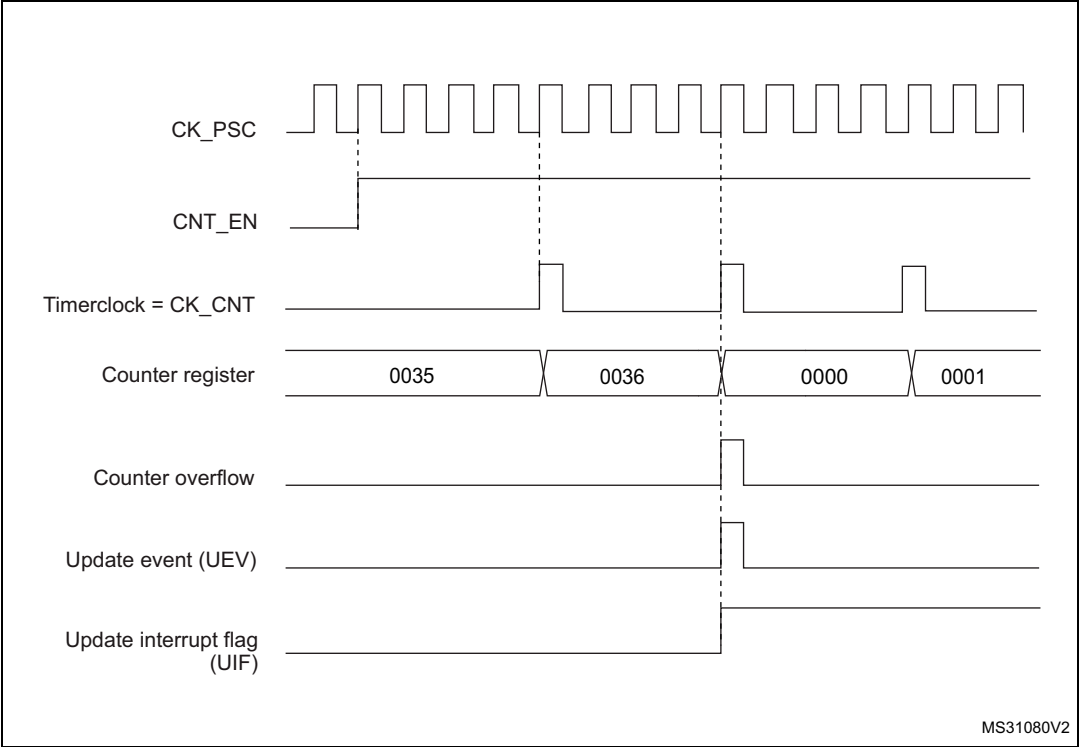 CK_PSC
CNT_EN
Timerclock = CK_CNT
Counter register
0035
0036
0000
0001
Counter overflow
Update event (UEV)
Update interrupt flag
(UIF)
MS31080V2